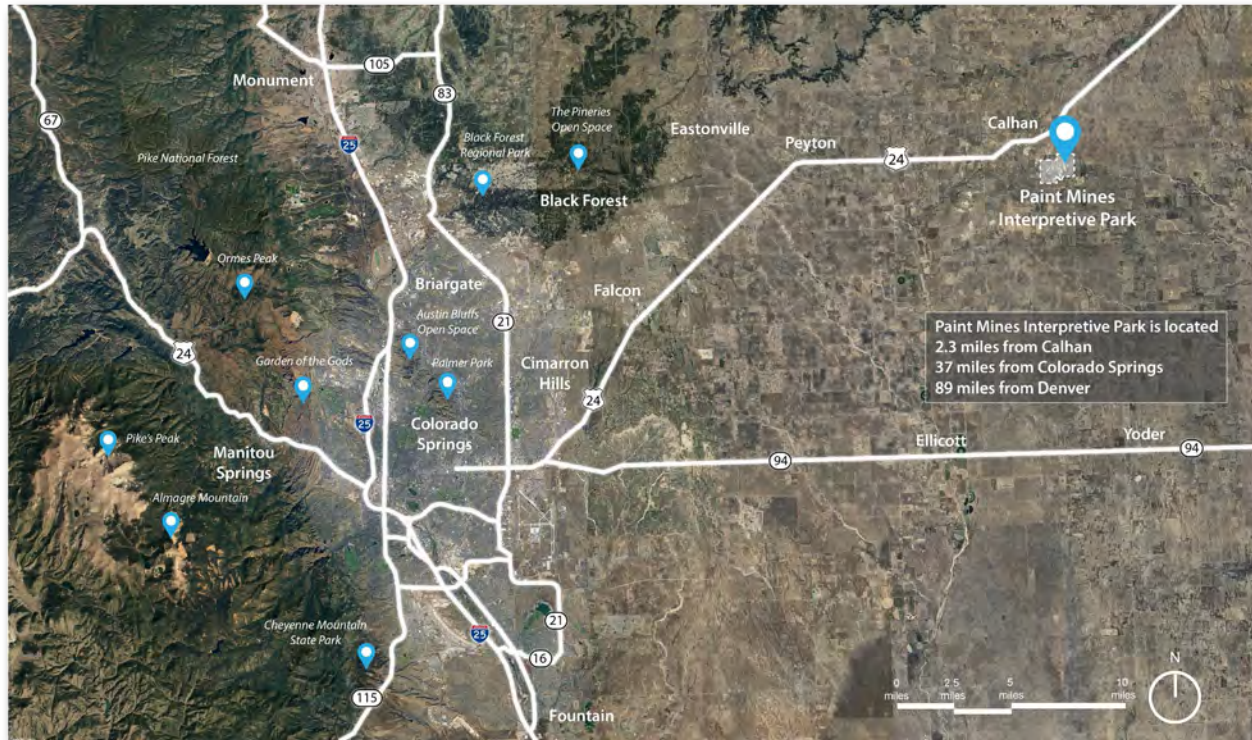 105
Monument
83
67
The Pineries
Open Space
Black Forest
Regional Park
Eastonville
Calhan
Peyton
25
Pike National Forest
24
Black Forest
Paint Mines
Interpretive Park
Ormes Peak
Briargate
Falcon
Austin Bluffs
Open Space
21
Paint Mines Interpretive Park is located
2.3 miles from Calhan
37 miles from Colorado Springs
89 miles from Denver
24
Garden of the Gods
Palmer Park
Cimarron
Hills
24
25
Colorado
Springs
Pike's Peak
Manitou
Springs
Ellicott
Yoder
94
94
Almagre Mountain
Cheyenne Mountain
State Park
21
25
16
115
Fountain
N
0
miles
2.5
miles
5
miles
10
miles